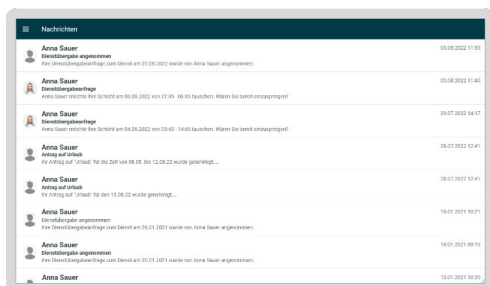 Nachrichten
Anna Sauer
03.08.2022 11:55
Dienstübergabe angenommen
Ihre Dienstübergabeanfrage zum Dienst am 22.08.2022 wurde von Anna Sauer angenommen.
Anna Sauer
03.08.2022 11:40
Dienstübergabeanfrage
Anna Sauer möchte ihre Schicht am 06.08.2022 von 21:45 - 06:45 tauschen. Wären Sie bereit einzuspringen?
Anna Sauer
29.07.2022 14:17
Dienstübergabeanfrage
Anna Sauer möchte ihre Schicht am 04.08.2022 von - 14:45 tauschen. Wären Sie bereit einzuspringen?
Anna Sauer
28.07.2022 12:41
Antrag auf Urlaub
Ihr Antrag auf "Urlaub" für die Zeit von 08.08. bis 12.08.22 wurde genehmigt...
Anna Sauer
28.07.2022 12:41
Antrag auf Urlaub
Ihr Antrag auf "Urlaub" für den 19.08.22 wurde genehmigt...
Anna Sauer
19.01.2021 10:21
Dienstübergabe angenommen
Ihre Dienstübergabeanfrage zum Dienst am 20.01.2021 wurde von Anna Sauer angenommen.
Anna Sauer
19.01.2021 09:13
Dienstübergabe angenommen
Ihre Dienstübergabeanfrage zum Dienst am 20.01.2021 wurde von Anna Sauer angenommen.
Anna Sauer
13.01.2021 10:20